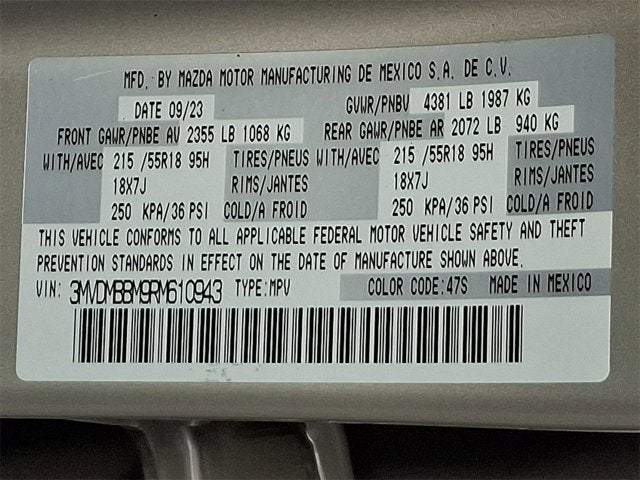 MFD. BY MAZDA MOTOR MANUFACTURING DE MEXICO S.A. DE C.V.
DATE 09/23 GVWR/PNBV 4381 LB 1987 KG
FRONT GAWR/PNBE AV 2355 LB 1068 KG REAR GAWR/PNBE AR 2072 LB 940 KG
WITH/AVEC 215 /55R18 95H TIRES/PNEUS WITH/AVEC 215 /55R18 95H TIRES/PNEUS
18X7J RIMS/JANTES 18X7J RIMS/JANTES
250 KPA/36 PSI COLD/A FROID 250 KPA/36 PSI COLD/A FROID
THIS VEHICLE CONFORMS TO ALL APPLICABLE FEDERAL MOTOR VEHICLE SAFETY AND THEFT
PREVENTION STANDARDS IN EFFECT ON THE DATE OF MANUFACTURE SHOWN ABOVE.
VIN: 3MVDMBBM9RM610943 TYPE:MPV COLOR CODE:47S MADE IN MEXICO